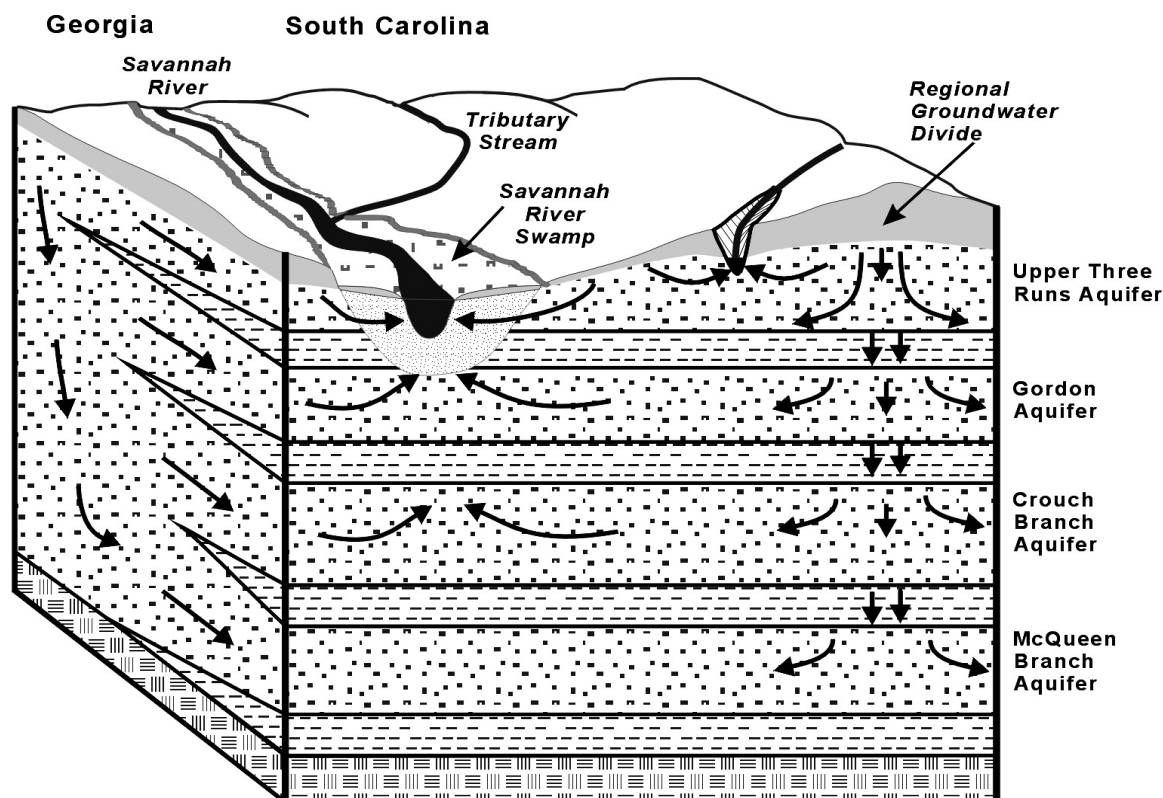 Georgia
South Carolina
Savannah
River
Tributary
Stream
Savannah
River
Swamp
Regional
Groundwater
Divide
Upper Three
Runs Aquifer
Gordon
Aquifer
Crouch
Branch
Aquifer
McQueen
Branch
Aquifer